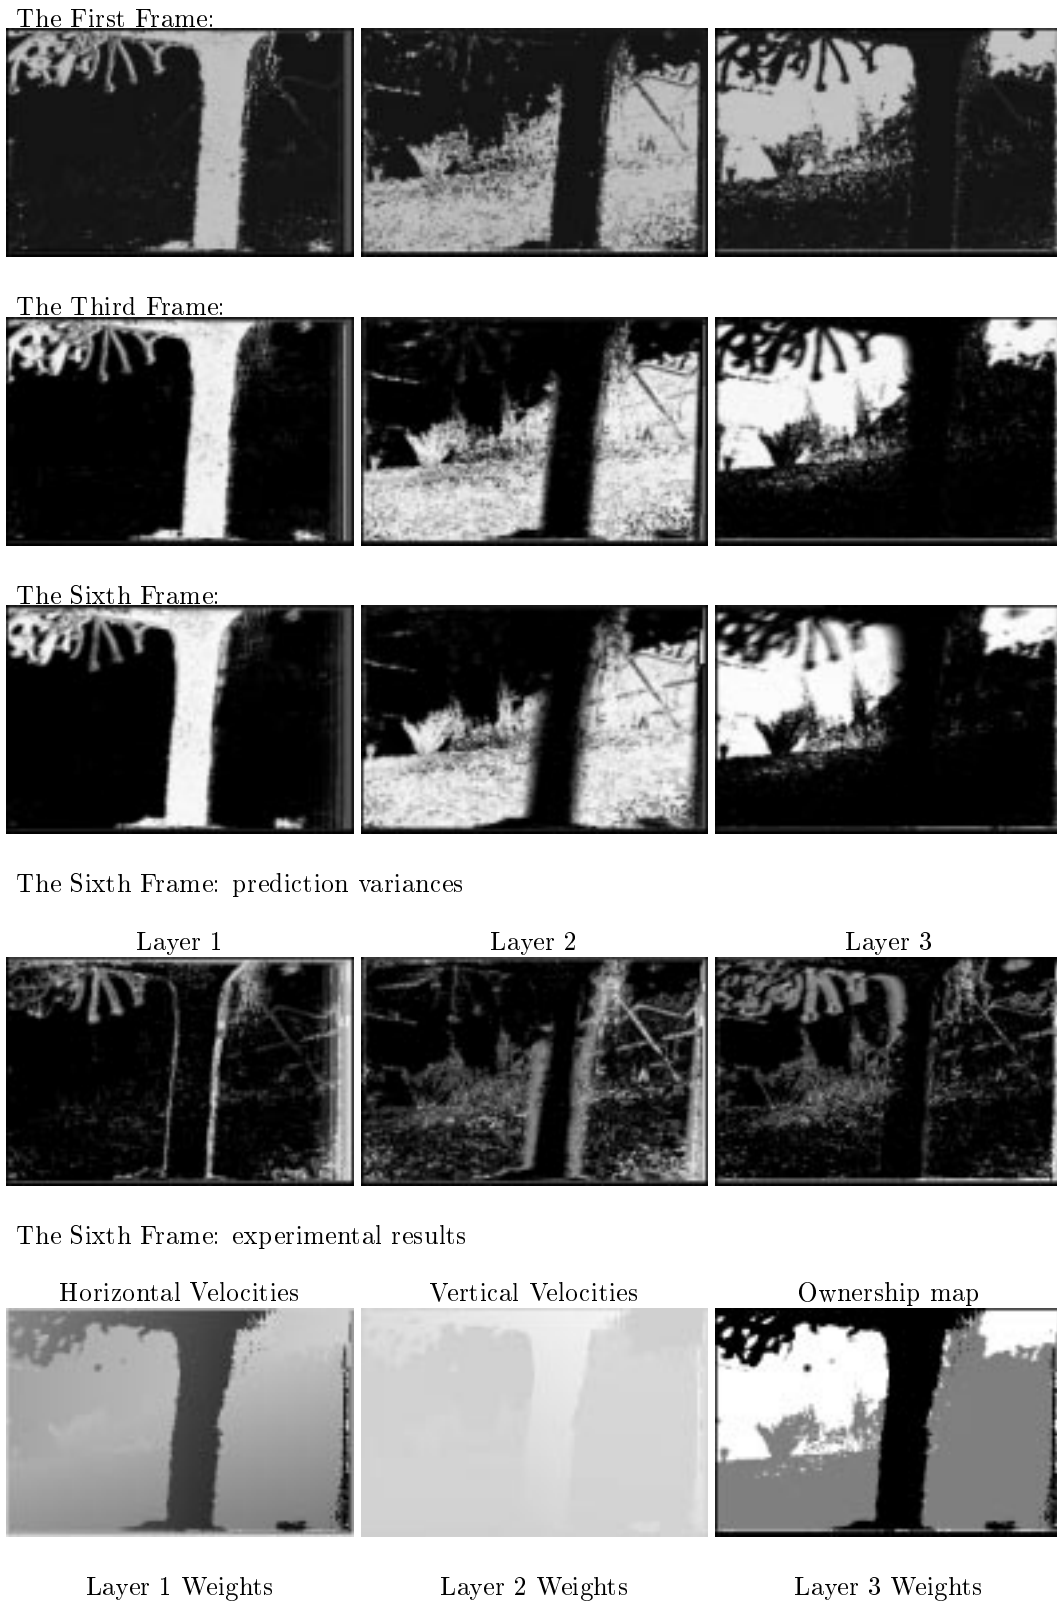 The First Frame:
The Third Frame:
The Sixth Frame:
The Sixth Frame: prediction variances
Layer 1 Layer 2 Layer 3
The Sixth Frame: experimental results
Horizontal Velocities Vertical Velocities Ownership map
Layer 1 Weights Layer 2 Weights Layer 3 Weights